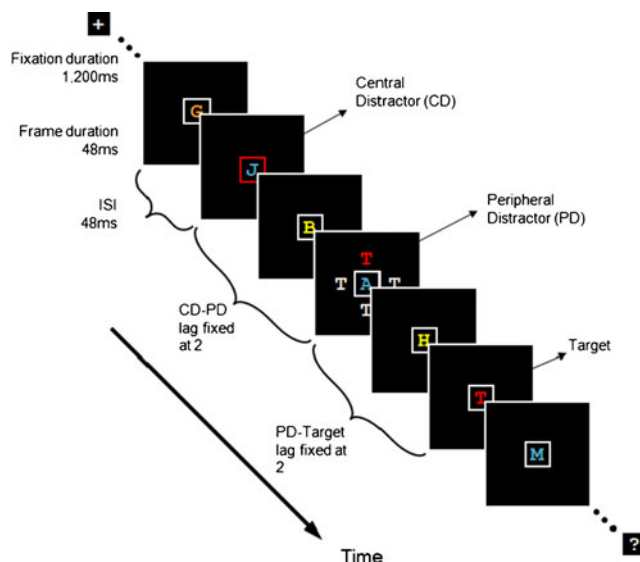 +
Fixation duration
1,200ms
G
Central
Distractor (CD)
Frame duration
48ms
J
ISI
48ms
B
Peripheral
Distractor (PD)
T
T A T
T
CD-PD
lag fixed
at 2
H
Target
T
PD-Target
lag fixed at
2
M
?
Time